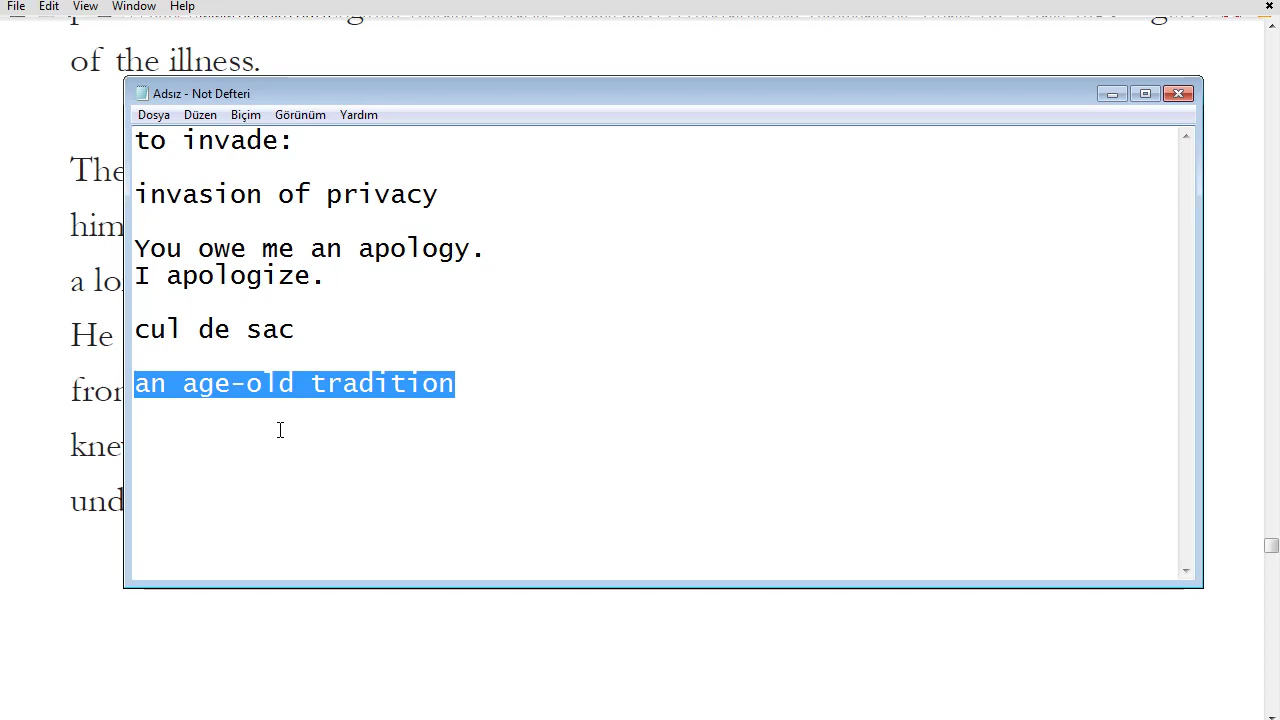 File Edit View Window Help
of the illness.
Adsız - Not Defteri
Dosya Düzen Biçim Görünüm Yardım
to invade:
invasion of privacy
You owe me an apology.
I apologize.
cul de sac
an age-old tradition
The
him
a lo
He
fro
kne
und